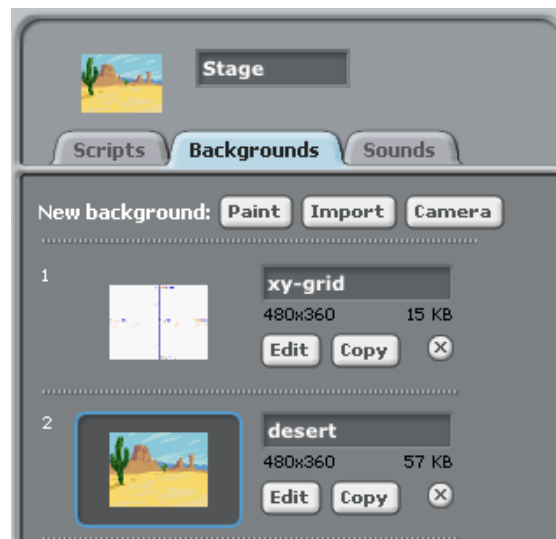 Stage
Scripts Backgrounds Sounds
New background: Paint Import Camera
1
xy-grid
480x360 15 KB
Edit Copy
2
desert
480x360 57 KB
Edit Copy